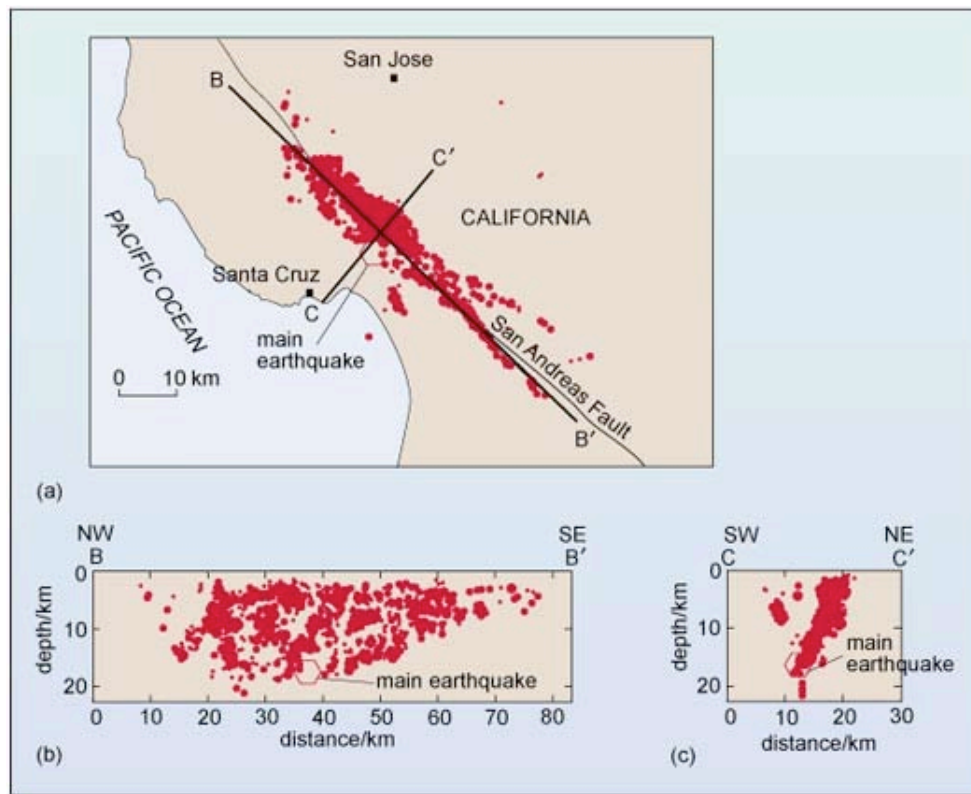 San Jose
B
C′
CALIFORNIA
PACIFIC OCEAN
Santa Cruz
C
main
earthquake
San Andreas Fault
0 10 km
B′
(a)
NW
B
SE
B′
0
10
20
depth/km
main earthquake
0 10 20 30 40 50 60 70 80
distance/km
(b)
SW
C
NE
C′
0
10
20
depth/km
main
earthquake
0 10 20 30
distance/km
(c)